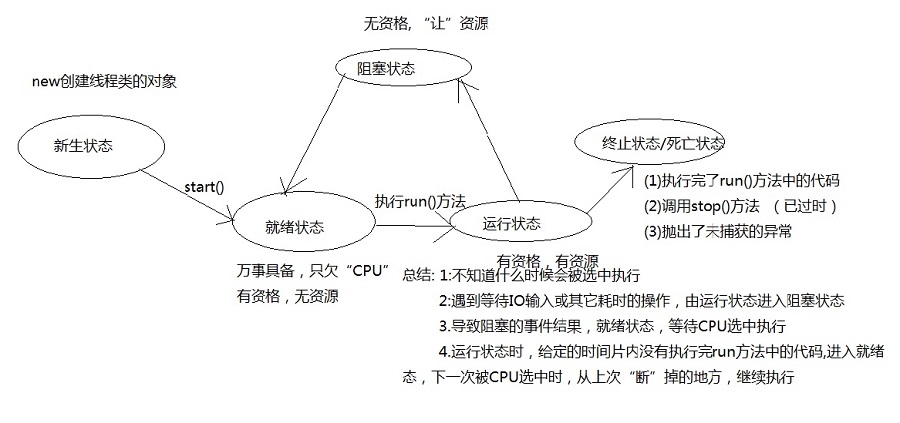 无资格，“让”资源
阻塞状态
new创建线程类的对象
新生状态
终止状态/死亡状态
start()
(1)执行完了run()方法中的代码
执行run()方法
(2)调用stop()方法 （已过时）
就绪状态
运行状态
(3)抛出了未捕获的异常
有资格，有资源
万事具备，只欠“CPU”
有资格，无资源
总结: 1:不知道什么时候会被选中执行
2:遇到等待IO输入或其它耗时的操作，由运行状态进入阻塞状态
3.导致阻塞的事件结果，就绪状态，等待CPU选中执行
4.运行状态时，给定的时间片内没有执行完run方法中的代码,进入就绪
态，下一次被CPU选中时，从上次“断”掉的地方，继续执行